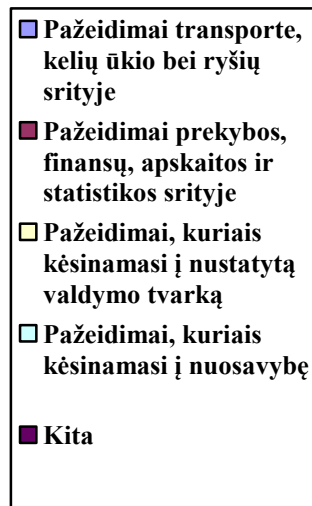 Pažeidimai transporte,
kelių ūkio bei ryšių
srityje
Pažeidimai prekybos,
finansų, apskaitos ir
statistikos srityje
Pažeidimai, kuriais
kėsinamasi į nustatytą
valdymo tvarką
Pažeidimai, kuriais
kėsinamasi į nuosavybę
Kita